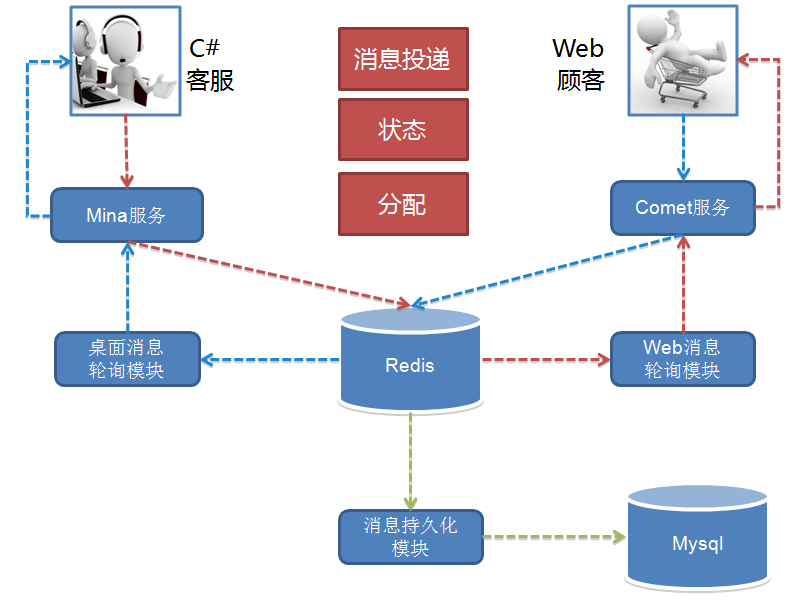 C#
客服
消息投递
Web
顾客
状态
分配
Mina服务
Comet服务
桌面消息
轮询模块
Redis
Web消息
轮询模块
消息持久化
模块
Mysql